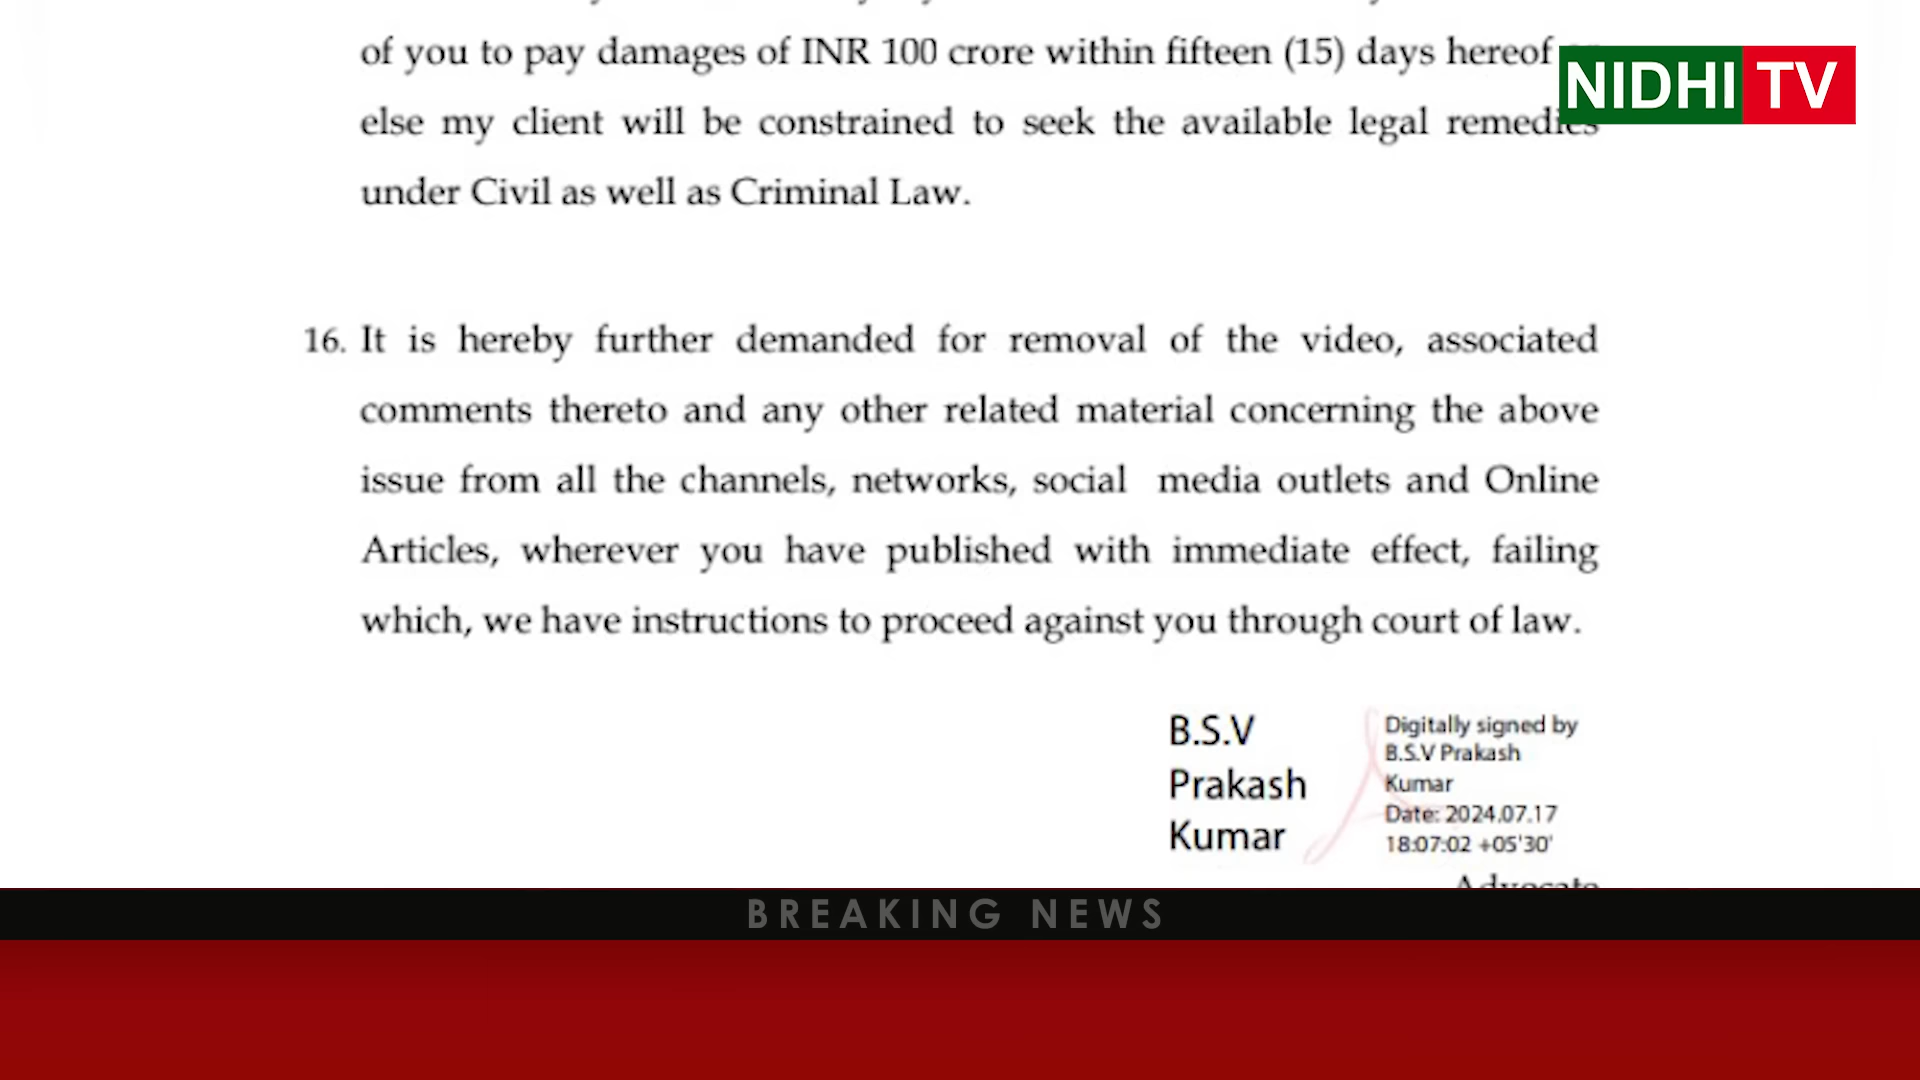 of you to pay damages of INR 100 crore within fifteen (15) days hereof
NIDHI TV
else my client will be constrained to seek the available legal remedies
under Civil as well as Criminal Law.
16. It is hereby further demanded for removal of the video, associated
comments thereto and any other related material concerning the above
issue from all the channels, networks, social media outlets and Online
Articles, wherever you have published with immediate effect, failing
which, we have instructions to proceed against you through court of law.
B.S.V
Prakash
Kumar
Digitally signed by
B.S.V Prakash
Kumar
Date: 2024.07.17
18:07:02 +05'30'
Advocate
BREAKING NEWS